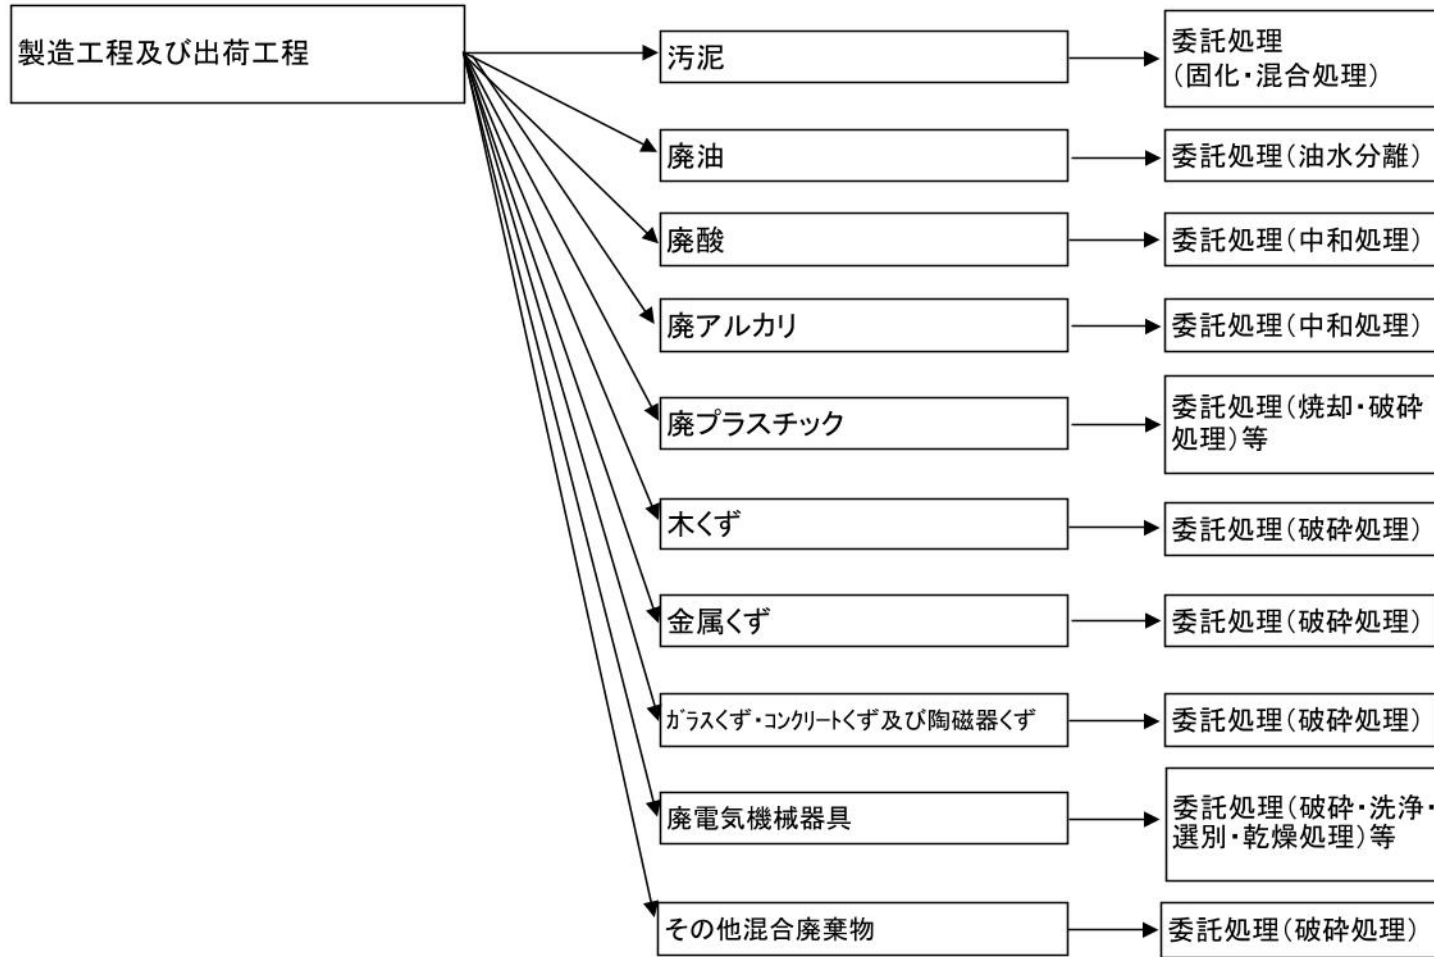 製造工程及び出荷工程
汚泥
委託処理
(固化・混合処理)
廃油
委託処理(油水分離)
廃酸
委託処理(中和処理)
廃アルカリ
委託処理(中和処理)
廃プラスチック
委託処理(焼却・破砕
処理)等
木くず
委託処理(破砕処理)
金属くず
委託処理(破砕処理)
ｶﾞﾗｽくず・ｺﾝｸﾘｰﾄくず及び陶磁器くず
委託処理(破砕処理)
廃電気機械器具
委託処理(破砕・洗浄・
選別・乾燥処理)等
その他混合廃棄物
委託処理(破砕処理)